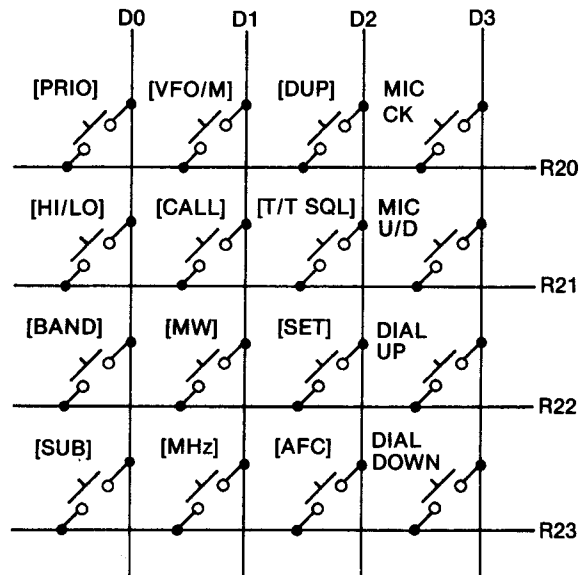 D0 D1 D2 D3
[PRIO] [VFO/M] [DUP] MIC
CK
R20
[HI/LO] [CALL] [T/T SQL] MIC
U/D
R21
[BAND] [MW] [SET] DIAL
UP
R22
[SUB] [MHz] [AFC] DIAL
DOWN
R23